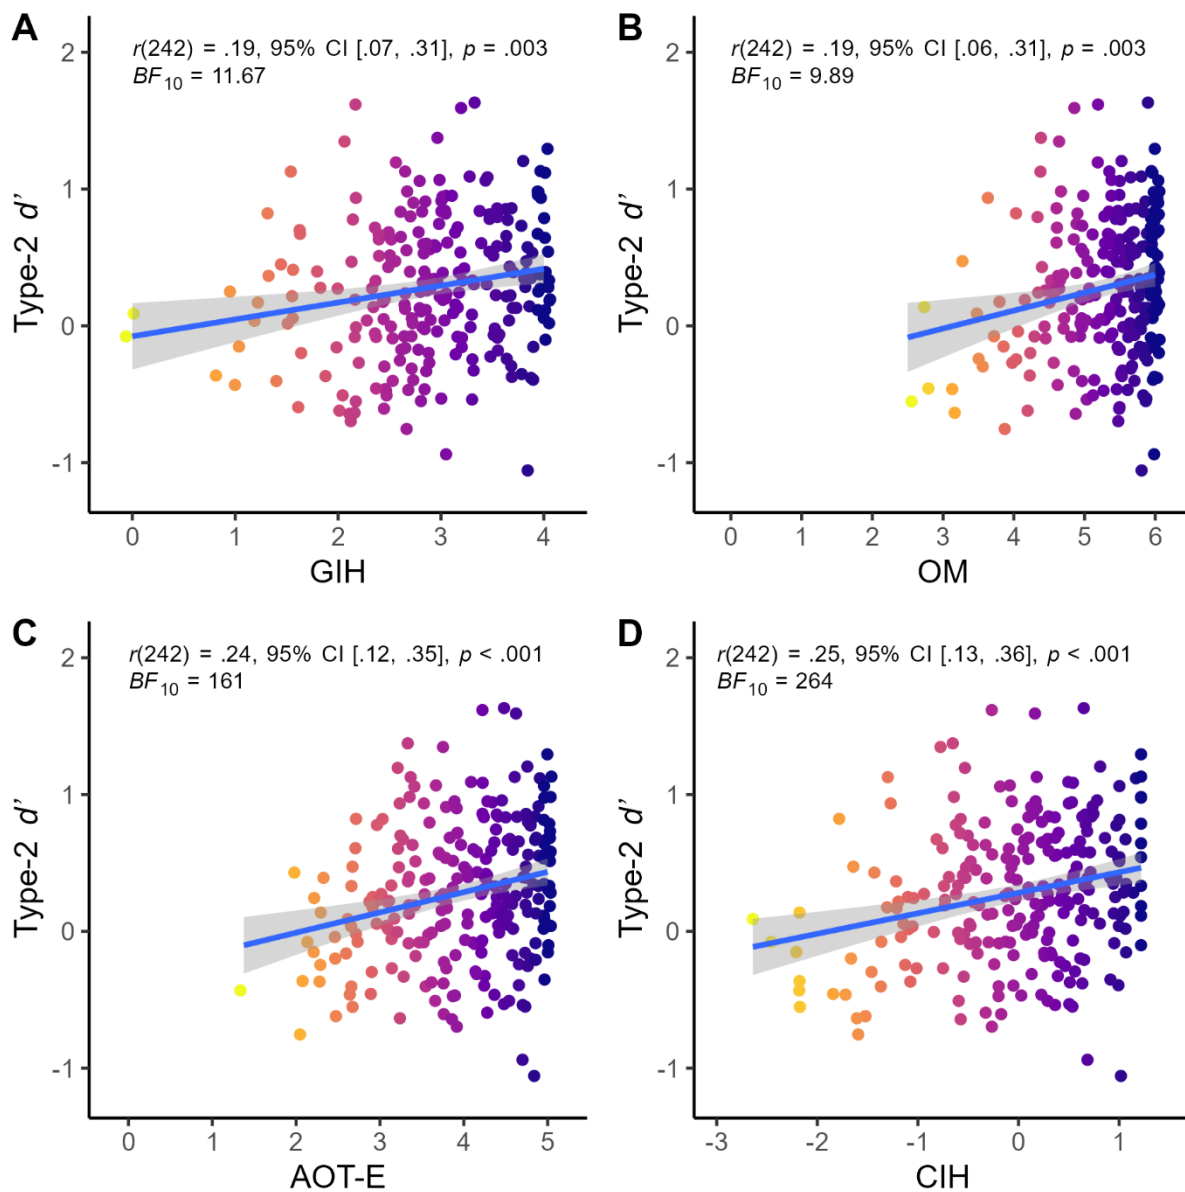 A
r(242) = .19, 95% CI [.07, .31], p = .003
BF10 = 11.67
2
1
0
-1
Type-2 d’
0 1 2 3 4
GIH
B
r(242) = .19, 95% CI [.06, .31], p = .003
BF10 = 9.89
2
1
0
-1
Type-2 d’
0 1 2 3 4 5 6
OM
C
r(242) = .24, 95% CI [.12, .35], p < .001
BF10 = 161
2
1
0
-1
Type-2 d’
0 1 2 3 4 5
AOT-E
D
r(242) = .25, 95% CI [.13, .36], p < .001
BF10 = 264
2
1
0
-1
Type-2 d’
-3 -2 -1 0 1
CIH